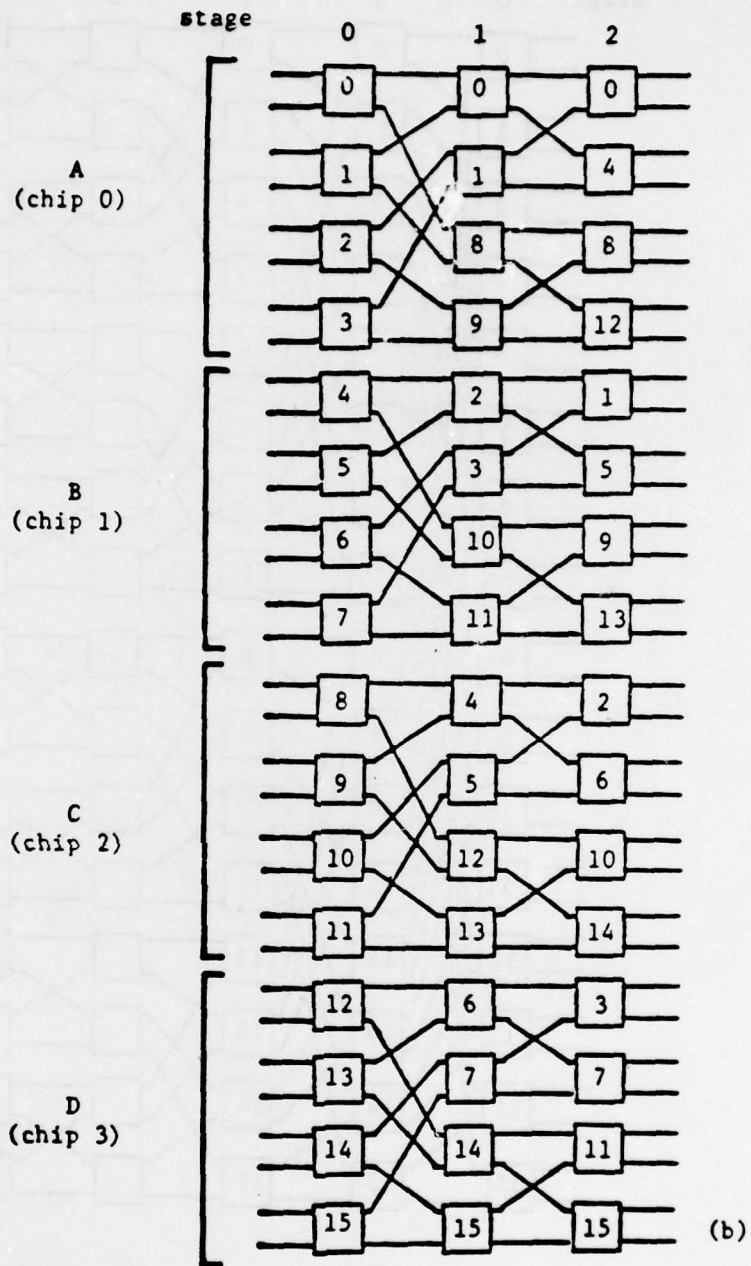 stage
0 1 2
0 0 0
A
(chip 0)
1 1 4
2 8 8
3 9 12
4 2 1
B
(chip 1)
5 3 5
6 10 9
7 11 13
8 4 2
C
(chip 2)
9 5 6
10 12 10
11 13 14
12 6 3
D
(chip 3)
13 7 7
14 14 11
15 15 15
(b)